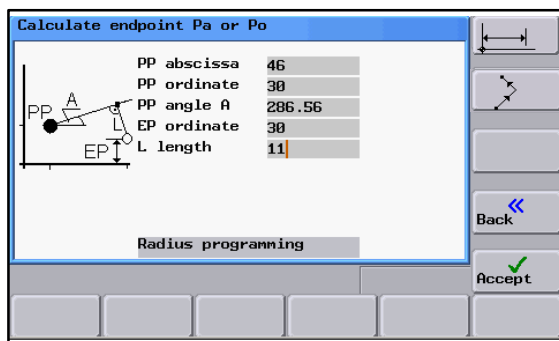 Calculate endpoint Pa or Po
PP abscissa 46
PP ordinate 30
PP angle A 286.56
EP ordinate 30
L length 11
PP A L EP
Radius programming
Back
Accept